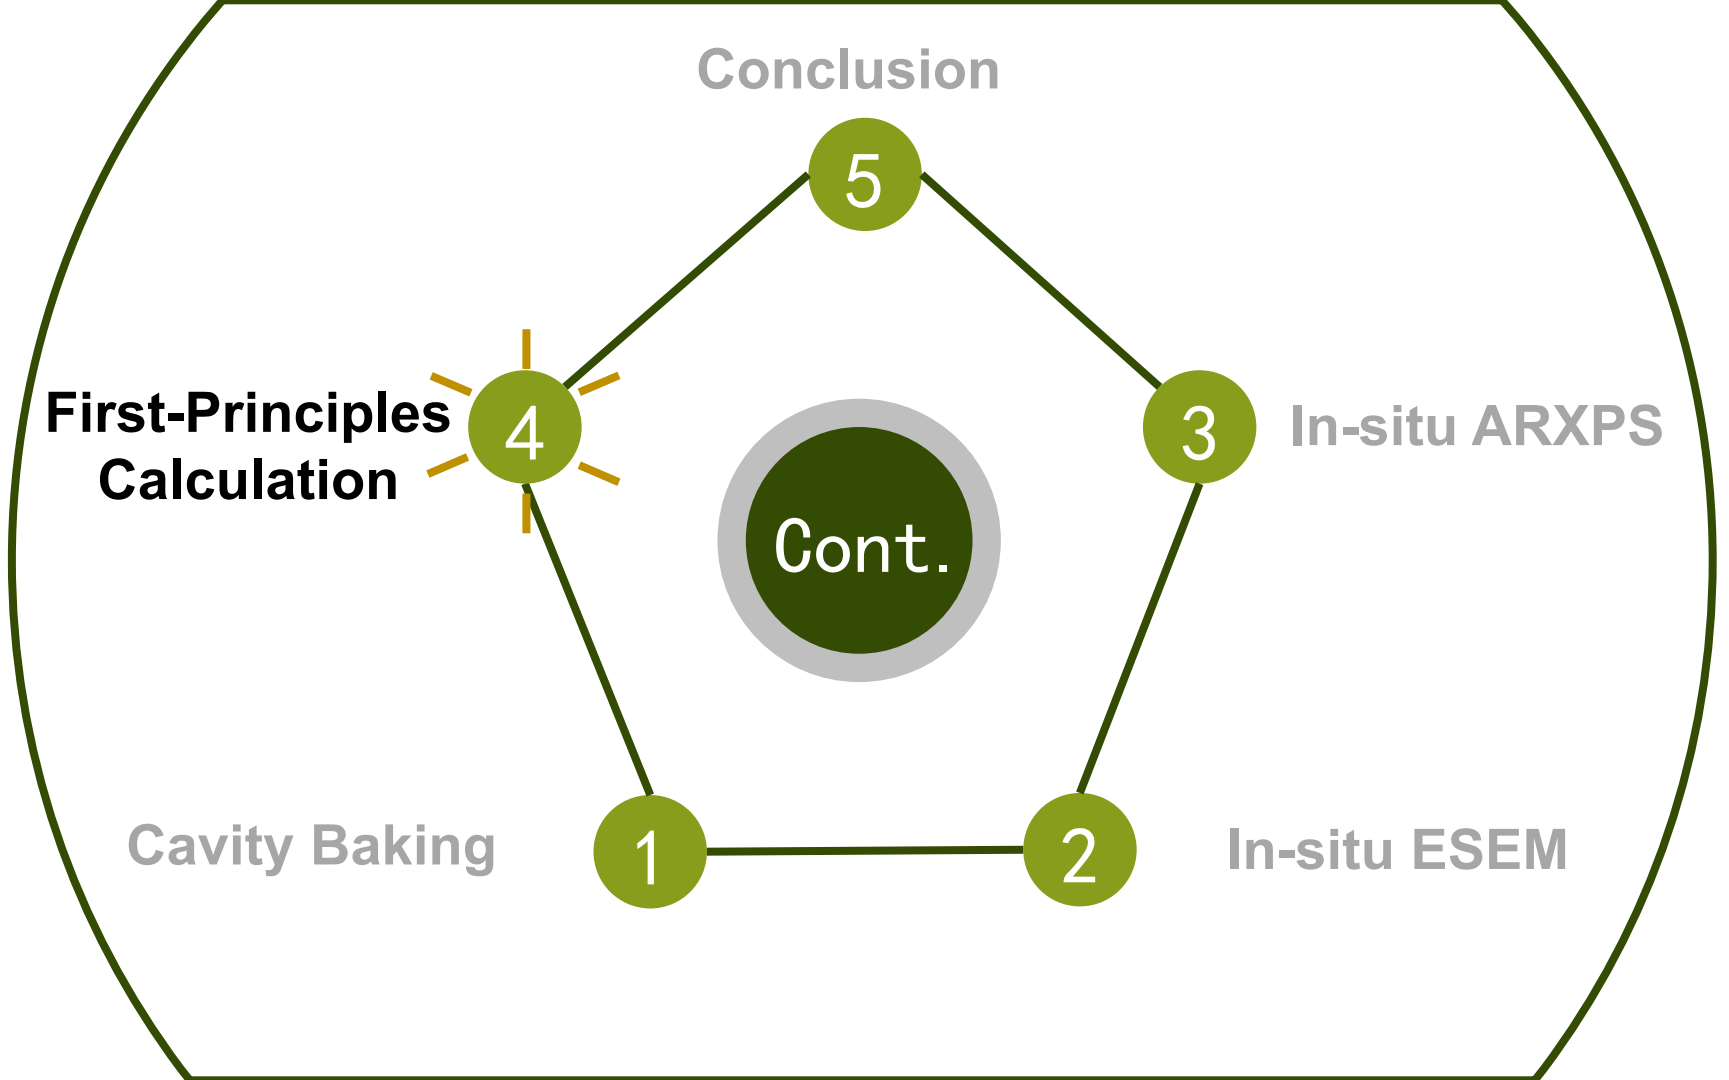 Conclusion
5
First-Principles
Calculation
4
3
In-situ ARXPS
Cont.
Cavity Baking
1
2
In-situ ESEM